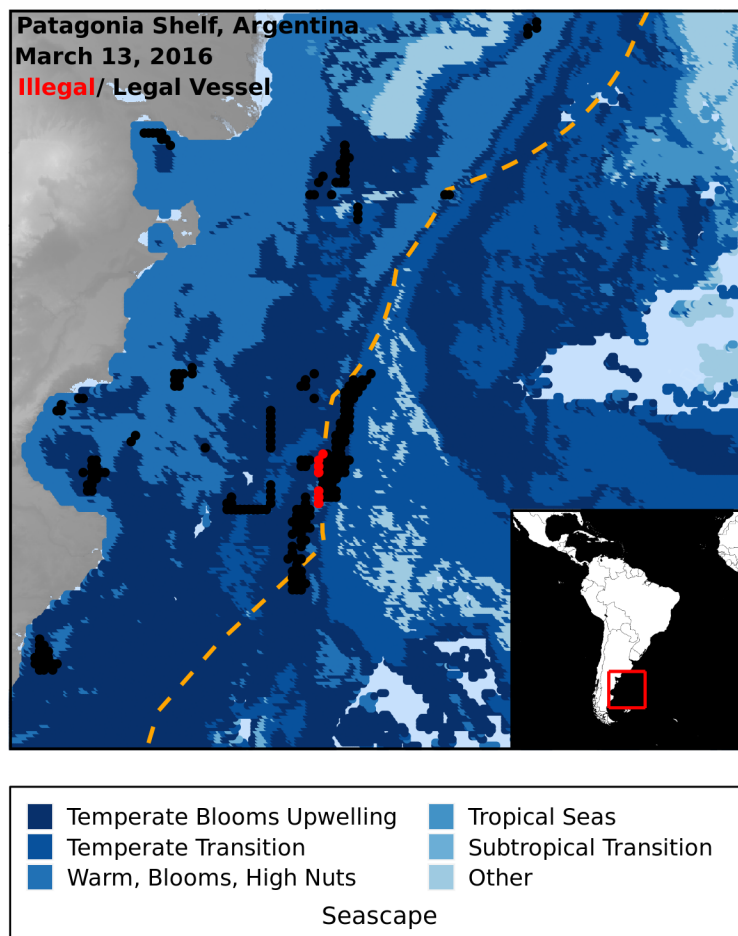 Patagonia Shelf, Argentina
March 13, 2016
Illegal/ Legal Vessel
Temperate Blooms Upwelling
Temperate Transition
Warm, Blooms, High Nuts
Tropical Seas
Subtropical Transition
Other
Seascape